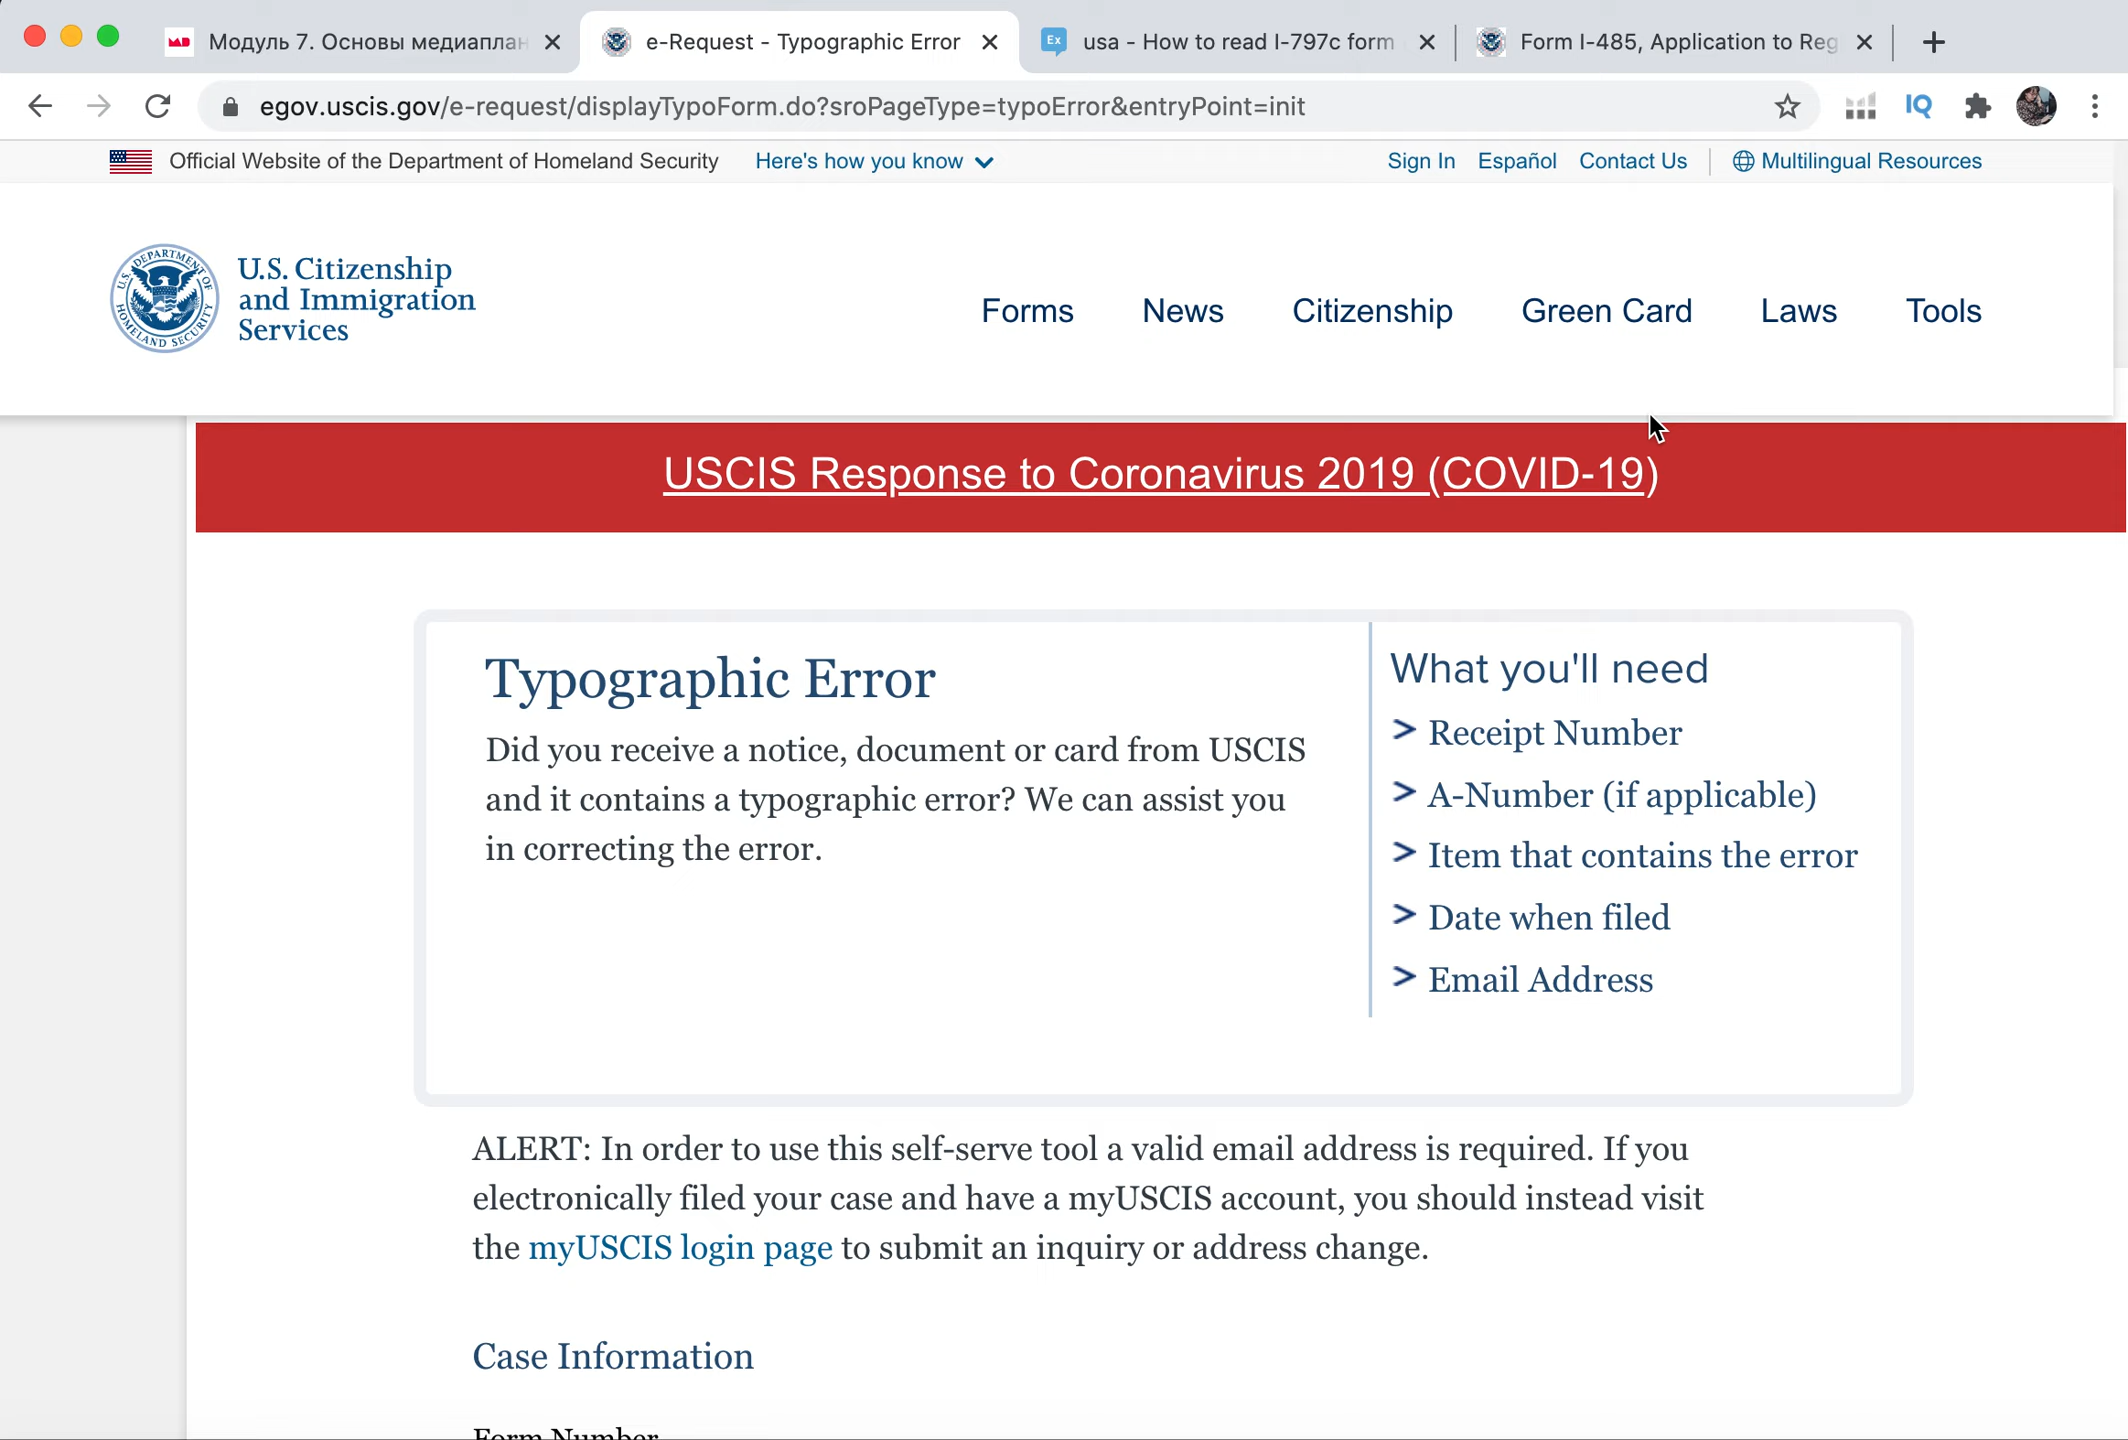 Модуль 7. Основы медиаплан
e-Request - Typographic Error
Ex
usa - How to read I-797c form
Form I-485, Application to Reg
egov.uscis.gov/e-request/displayTypoForm.do?sroPageType=typoError&entryPoint=init
IQ
Official Website of the Department of Homeland Security
Here's how you know
Sign In
Español
Contact Us
Multilingual Resources
U.S. DEPARTMENT OF HOMELAND SECURITY
U.S. Citizenship
and Immigration
Services
Forms
News
Citizenship
Green Card
Laws
Tools
USCIS Response to Coronavirus 2019 (COVID-19)
Typographic Error
Did you receive a notice, document or card from USCIS
and it contains a typographic error? We can assist you
in correcting the error.
What you'll need
> Receipt Number
> A-Number (if applicable)
> Item that contains the error
> Date when filed
> Email Address
ALERT: In order to use this self-serve tool a valid email address is required. If you
electronically filed your case and have a myUSCIS account, you should instead visit
the myUSCIS login page to submit an inquiry or address change.
Case Information
Form Number